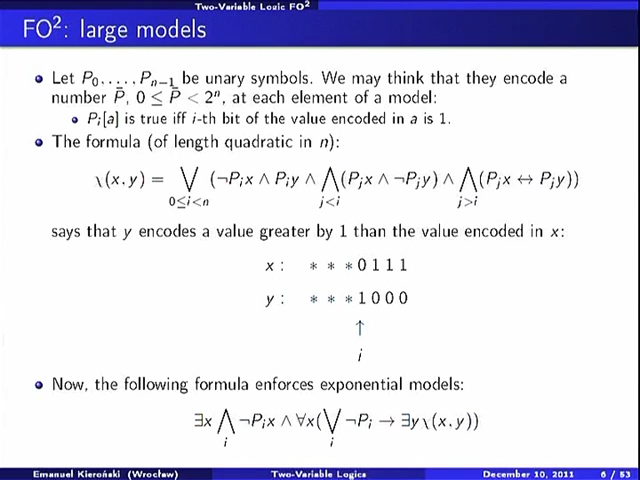 Two-Variable Logic FO²
FO²: large models
• Let P₀,...,Pₙ₋₁ be unary symbols. We may think that they encode a
number P̄, 0 ≤ P̄ < 2ⁿ, at each element of a model:
• Pᵢ[a] is true iff i-th bit of the value encoded in a is 1.
• The formula (of length quadratic in n):
\(x, y) = ⋁ (¬Pᵢx ∧ Pᵢy ∧ ⋀(Pⱼx ∧ ¬Pⱼy) ∧ ⋀(Pⱼx ↔ Pⱼy))
0≤i<n j<i j>i
says that y encodes a value greater by 1 than the value encoded in x:
x : * * * 0 1 1 1
y : * * * 1 0 0 0
↑
i
• Now, the following formula enforces exponential models:
∃x ⋀ ¬Pᵢx ∧ ∀x(⋁ ¬Pᵢ → ∃y \(x, y))
i i
Emanuel Kieroński (Wrocław) Two-Variable Logics December 10, 2011 6 / 53